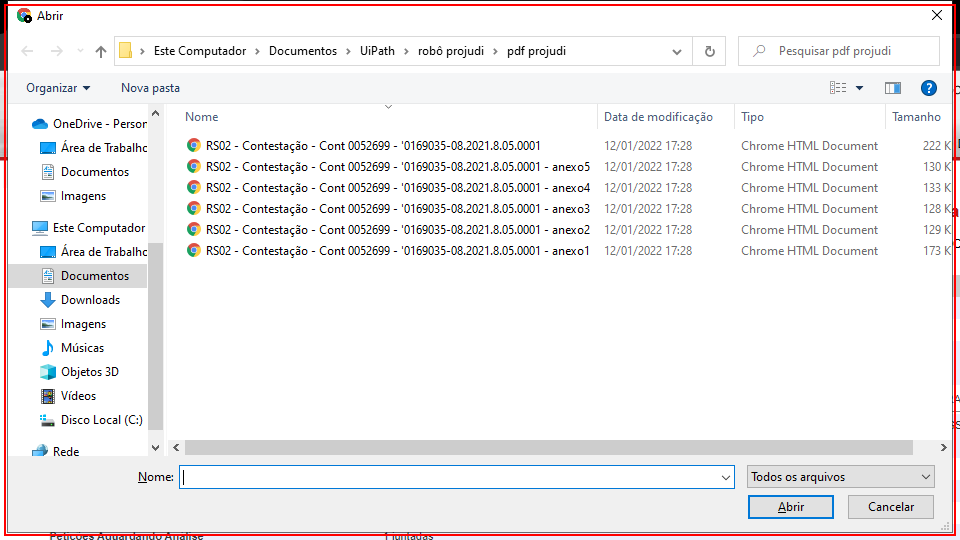 Abrir
Este Computador > Documentos > UiPath > robô projudi > pdf projudi
Pesquisar pdf projudi
Organizar
Nova pasta
OneDrive - Person
Área de Trabalho
Documentos
Imagens
Este Computador
Área de Trabalho
Documentos
Downloads
Imagens
Músicas
Objetos 3D
Vídeos
Disco Local (C:)
Rede
Nome Data de modificação Tipo Tamanho
RS02 - Contestação - Cont 0052699 - '0169035-08.2021.8.05.0001 12/01/2022 17:28 Chrome HTML Document 222 K
RS02 - Contestação - Cont 0052699 - '0169035-08.2021.8.05.0001 - anexo5 12/01/2022 17:28 Chrome HTML Document 130 K
RS02 - Contestação - Cont 0052699 - '0169035-08.2021.8.05.0001 - anexo4 12/01/2022 17:28 Chrome HTML Document 133 K
RS02 - Contestação - Cont 0052699 - '0169035-08.2021.8.05.0001 - anexo3 12/01/2022 17:28 Chrome HTML Document 128 K
RS02 - Contestação - Cont 0052699 - '0169035-08.2021.8.05.0001 - anexo2 12/01/2022 17:28 Chrome HTML Document 129 K
RS02 - Contestação - Cont 0052699 - '0169035-08.2021.8.05.0001 - anexo1 12/01/2022 17:28 Chrome HTML Document 173 K
Nome:
Todos os arquivos
Abrir
Cancelar
Petições Aguardando Análise